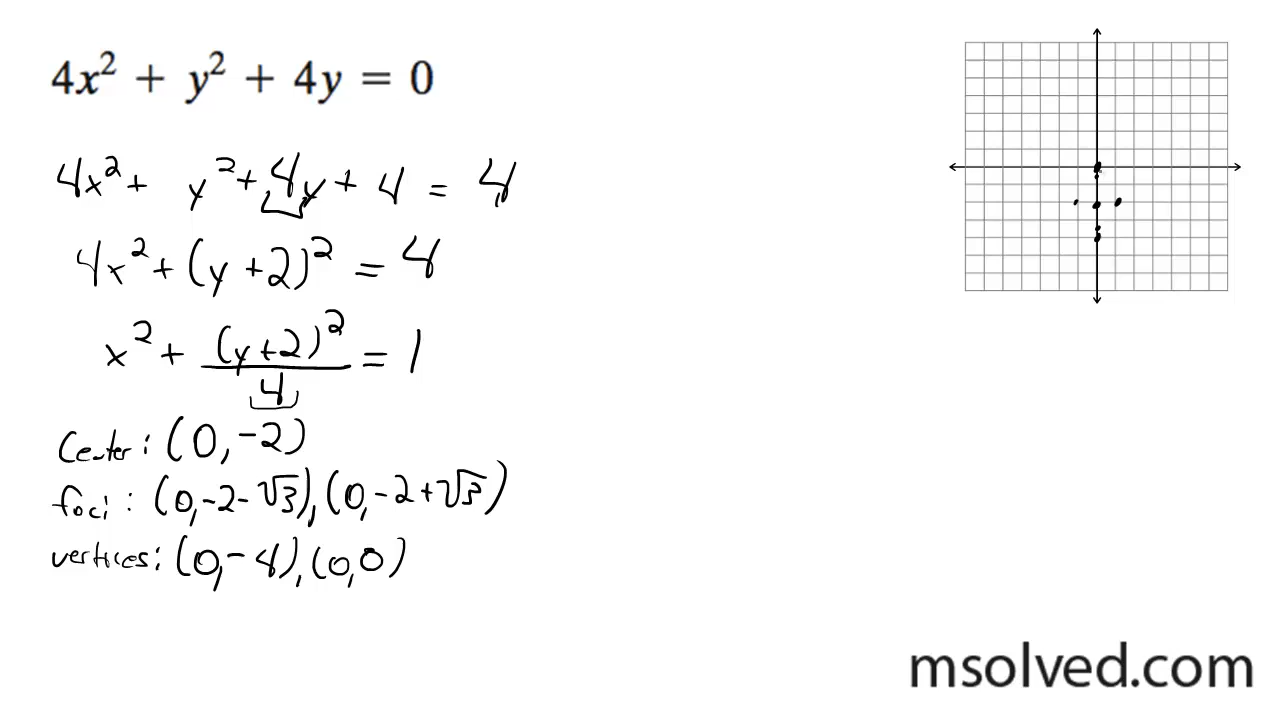 4x² + y² + 4y = 0
4x² + y² + 4y + 4 = 4
4x² + (y + 2)² = 4
x² + (y+2)²/4 = 1
Center: (0, -2)
foci: (0, -2-√3), (0, -2+√3)
vertices: (0, -4), (0, 0)
msolved.com